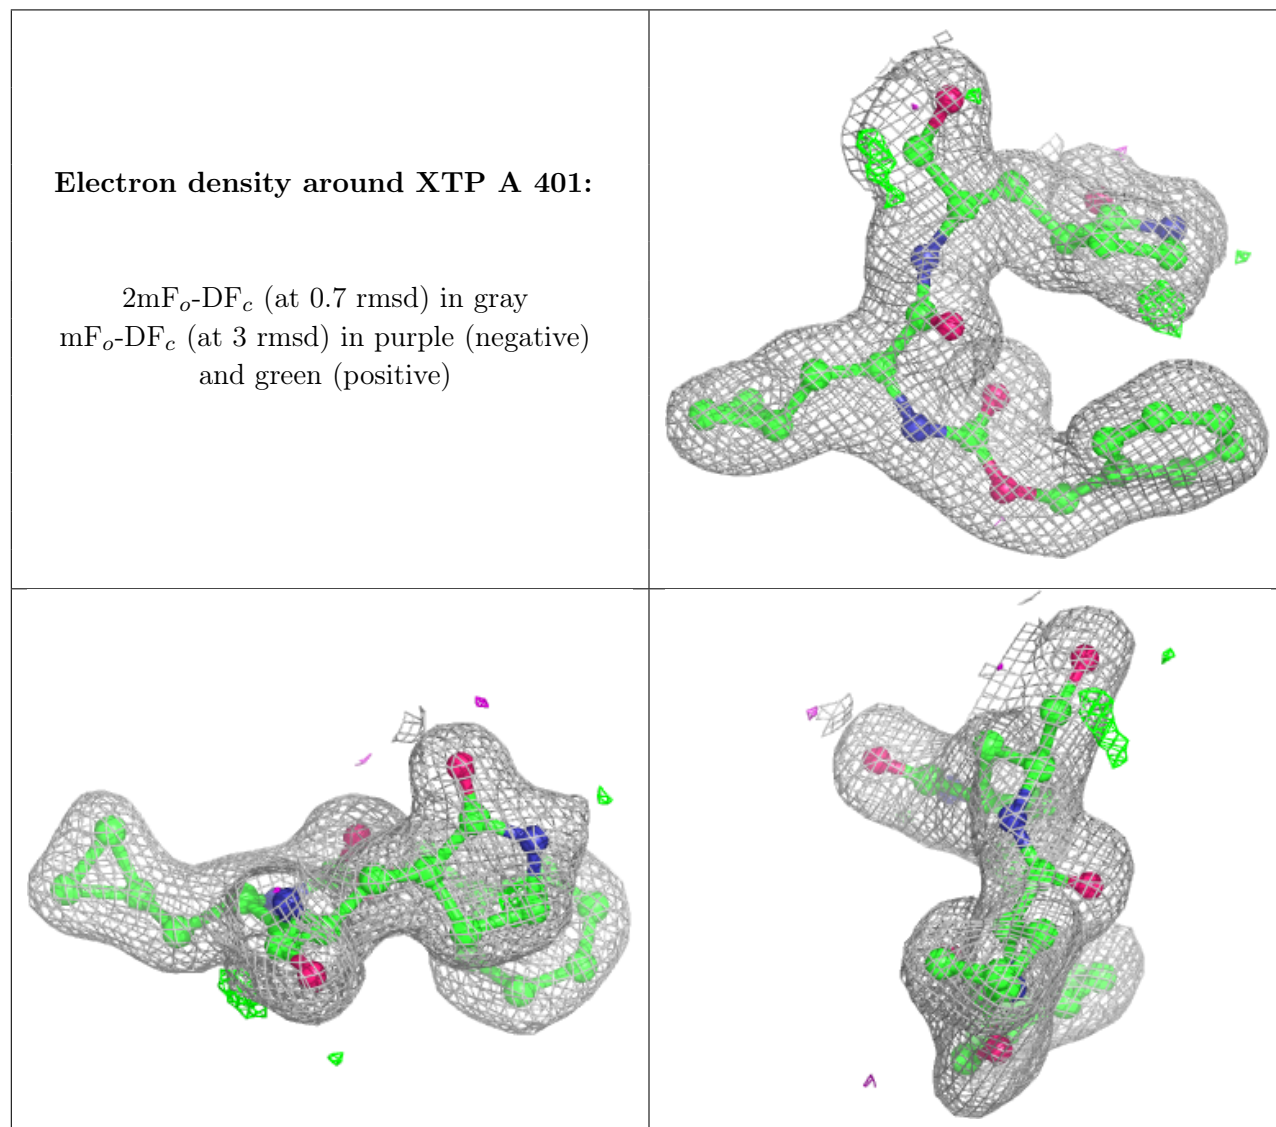 Electron density around XTP A 401:
2mFo-DFc (at 0.7 rmsd) in gray
mFo-DFc (at 3 rmsd) in purple (negative)
and green (positive)